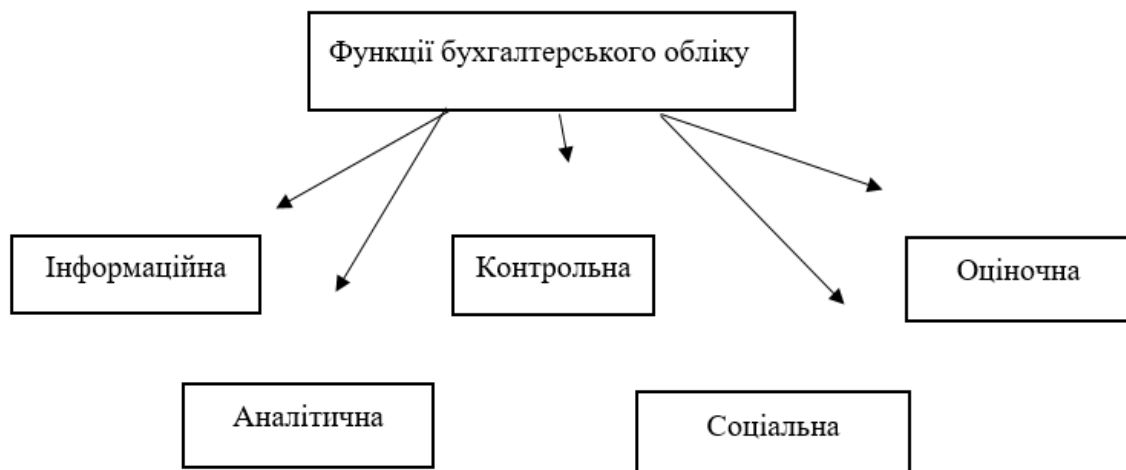 Функції бухгалтерського обліку
Інформаційна
Контрольна
Оціночна
Аналітична
Соціальна